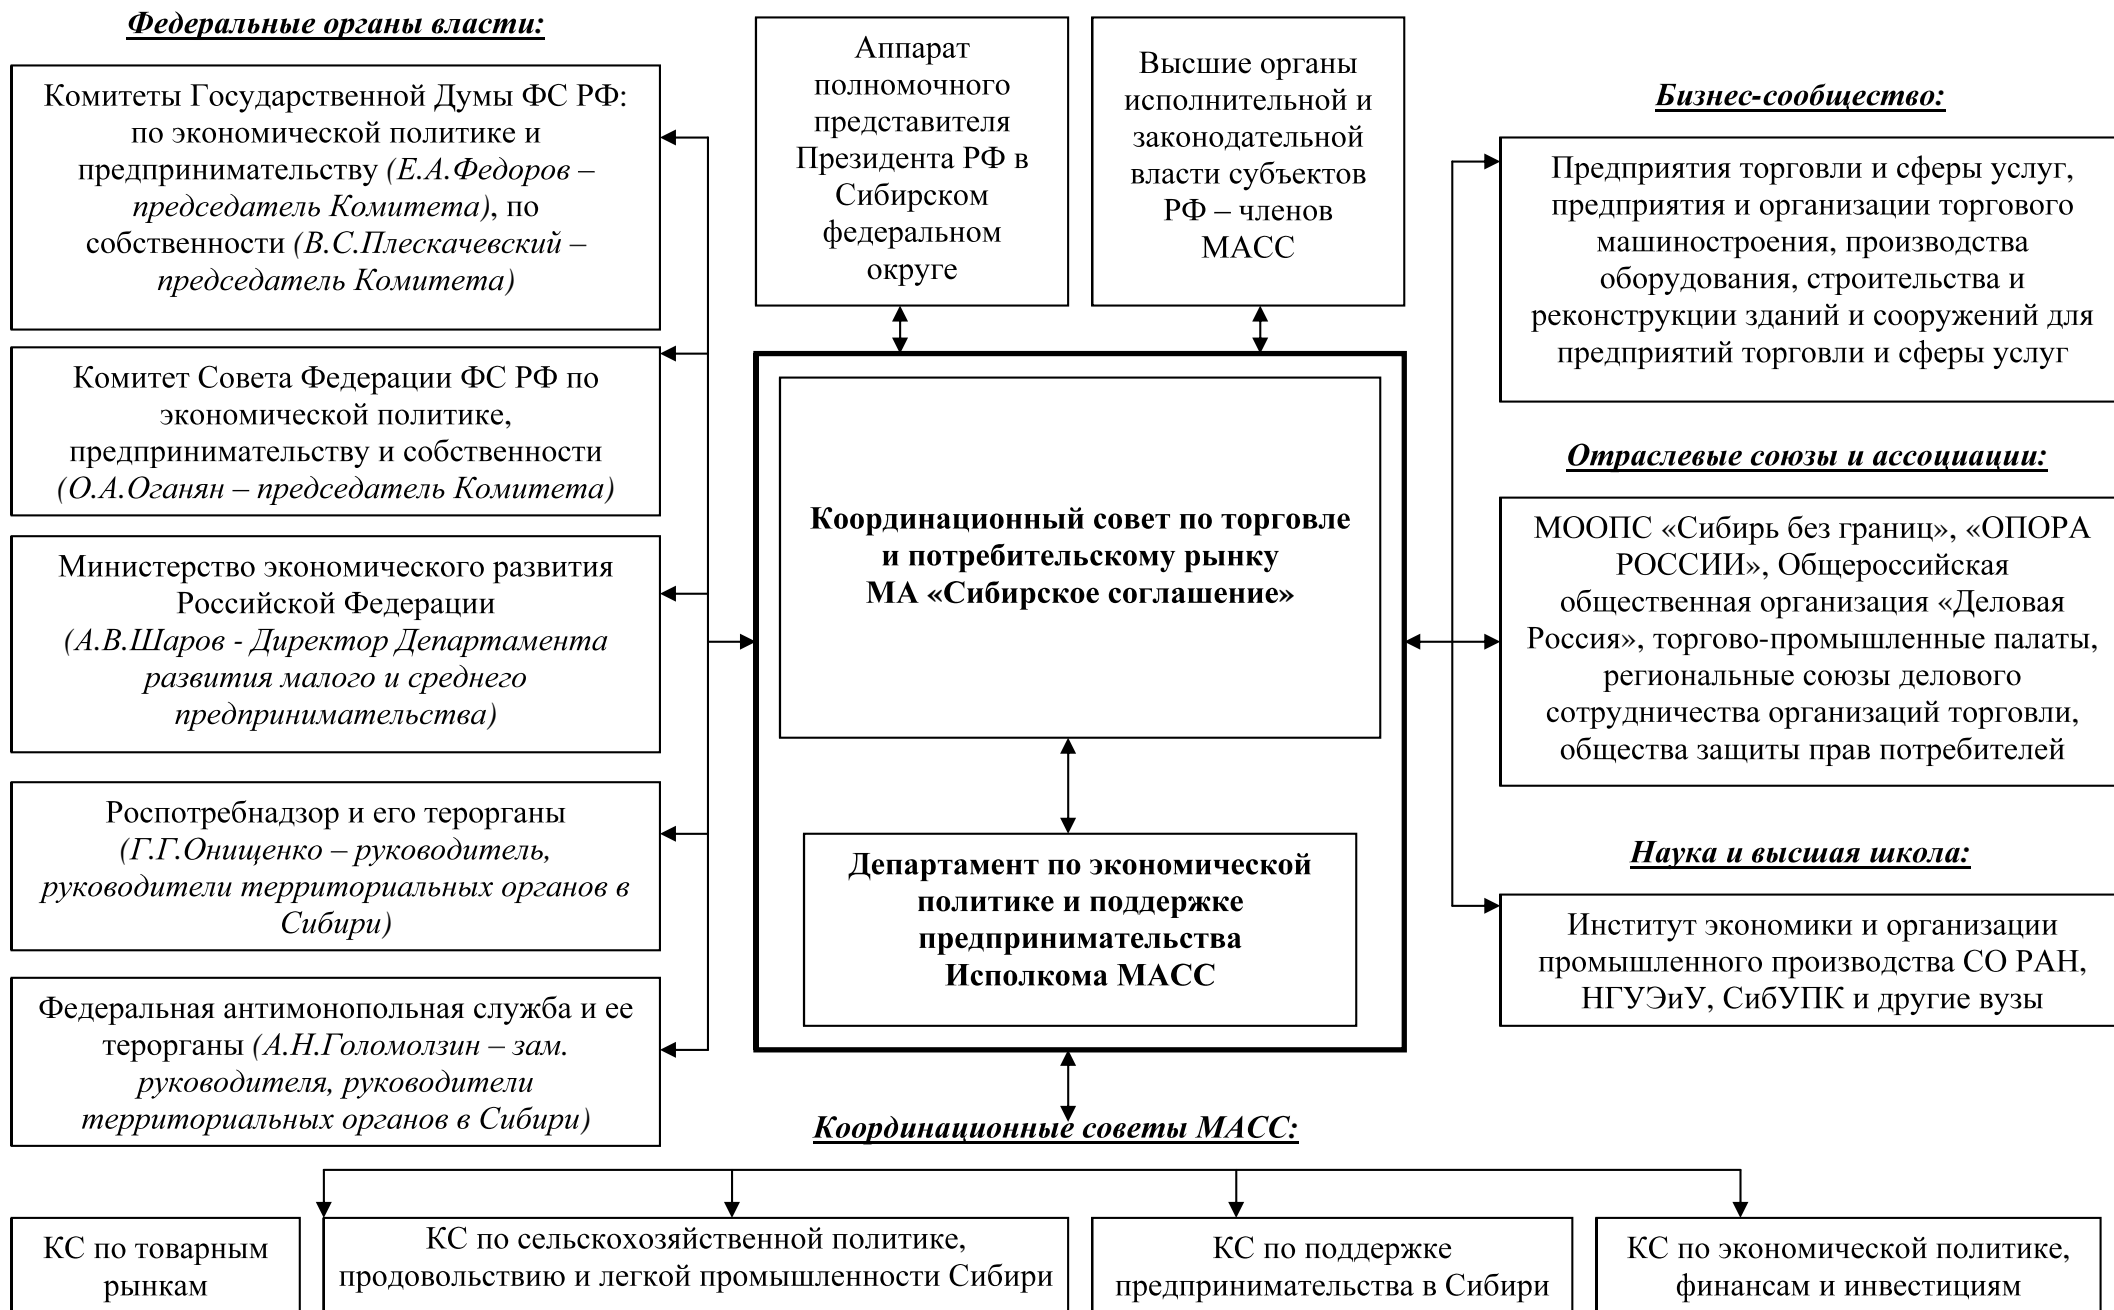 Федеральные органы власти:
Комитеты Государственной Думы ФС РФ:
по экономической политике и
предпринимательству (Е.А.Федоров –
председатель Комитета), по
собственности (В.С.Плескачевский –
председатель Комитета)
Комитет Совета Федерации ФС РФ по
экономической политике,
предпринимательству и собственности
(О.А.Оганян – председатель Комитета)
Министерство экономического развития
Российской Федерации
(А.В.Шаров - Директор Департамента
развития малого и среднего
предпринимательства)
Роспотребнадзор и его терорганы
(Г.Г.Онищенко – руководитель,
руководители территориальных органов в
Сибири)
Федеральная антимонопольная служба и ее
терорганы (А.Н.Голомолзин – зам.
руководителя, руководители
территориальных органов в Сибири)
Аппарат
полномочного
представителя
Президента РФ в
Сибирском
федеральном
округе
Высшие органы
исполнительной и
законодательной
власти субъектов
РФ – членов
МАСС
Координационный совет по торговле
и потребительскому рынку
МА «Сибирское соглашение»
Департамент по экономической
политике и поддержке
предпринимательства
Исполкома МАСС
Бизнес-сообщество:
Предприятия торговли и сферы услуг,
предприятия и организации торгового
машиностроения, производства
оборудования, строительства и
реконструкции зданий и сооружений для
предприятий торговли и сферы услуг
Отраслевые союзы и ассоциации:
МООПС «Сибирь без границ», «ОПОРА
РОССИИ», Общероссийская
общественная организация «Деловая
Россия», торгово-промышленные палаты,
региональные союзы делового
сотрудничества организаций торговли,
общества защиты прав потребителей
Наука и высшая школа:
Институт экономики и организации
промышленного производства СО РАН,
НГУЭиУ, СибУПК и другие вузы
Координационные советы МАСС:
КС по товарным
рынкам
КС по сельскохозяйственной политике,
продовольствию и легкой промышленности Сибири
КС по поддержке
предпринимательства в Сибири
КС по экономической политике,
финансам и инвестициям